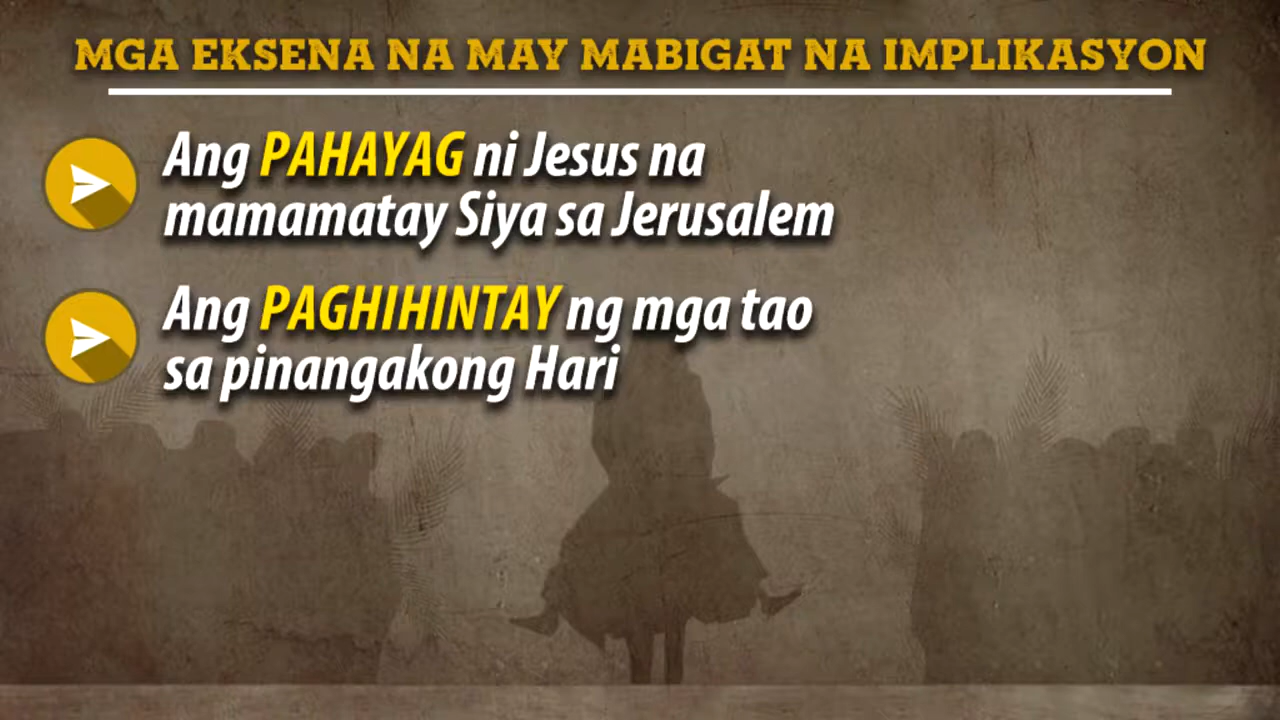 MGA EKSENA NA MAY MABIGAT NA IMPLIKASYON
Ang PAHAYAG ni Jesus na
mamamatay Siya sa Jerusalem
Ang PAGHIHINTAY ng mga tao
sa pinangakong Hari